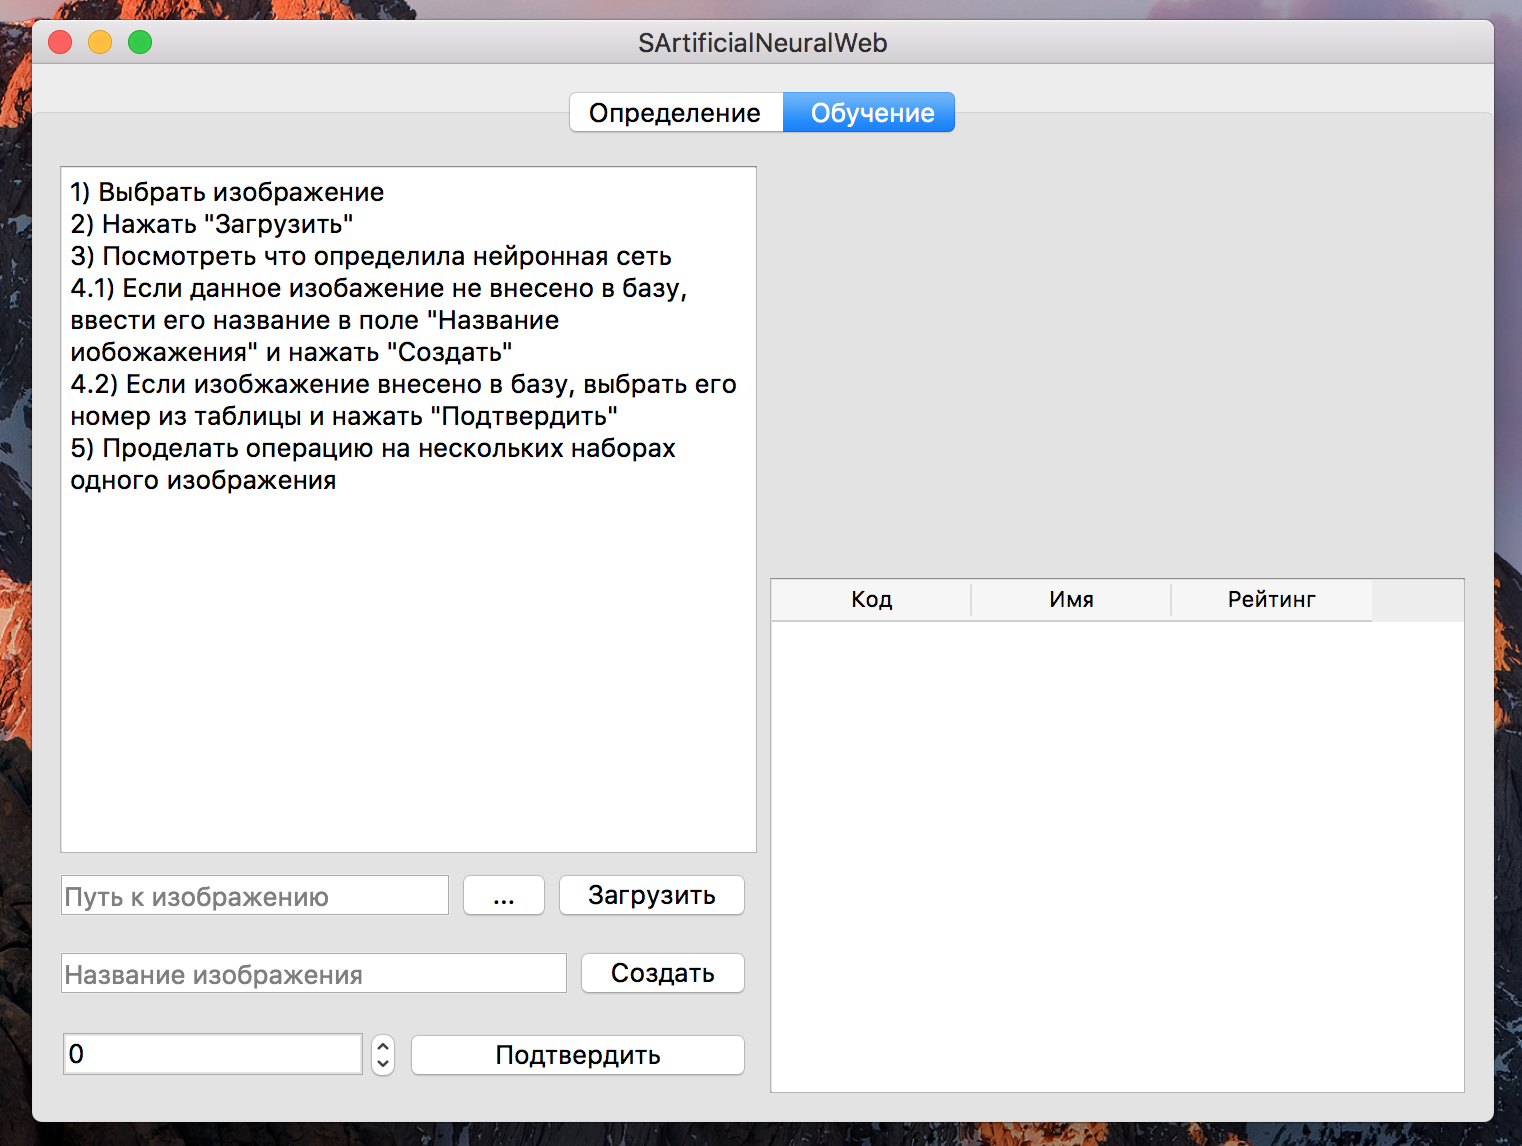 SArtificialNeuralWeb
Определение
Обучение
1) Выбрать изображение
2) Нажать "Загрузить"
3) Посмотреть что определила нейронная сеть
4.1) Если данное изобажение не внесено в базу,
ввести его название в поле "Название
иобожажения" и нажать "Создать"
4.2) Если изобжажение внесено в базу, выбрать его
номер из таблицы и нажать "Подтвердить"
5) Проделать операцию на нескольких наборах
одного изображения
Код
Имя
Рейтинг
Путь к изображению
...
Загрузить
Название изображения
Создать
0
Подтвердить